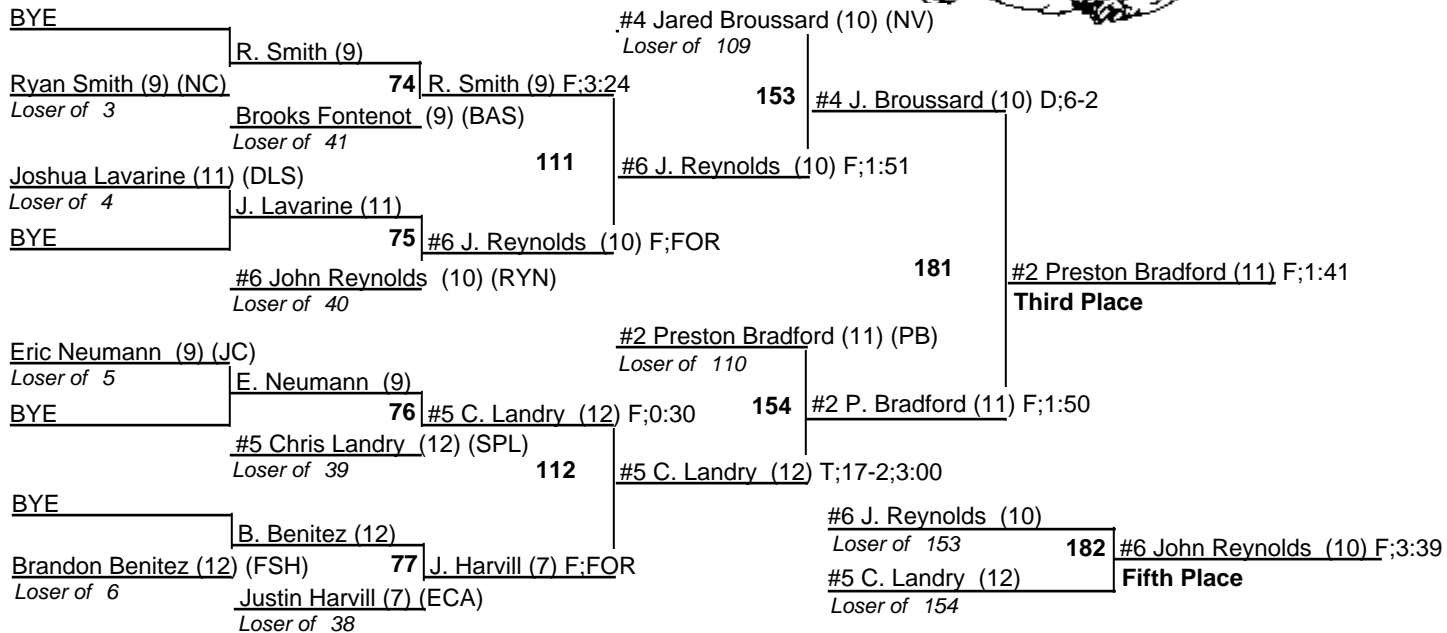 BYE
R. Smith (9)
Ryan Smith (9) (NC)
Loser of 3
74
R. Smith (9) F;3:24
Brooks Fontenot (9) (BAS)
Loser of 41
111
Joshua Lavarine (11) (DLS)
Loser of 4
J. Lavarine (11)
BYE
75
#6 J. Reynolds (10) F;FOR
#6 John Reynolds (10) (RYN)
Loser of 40
Eric Neumann (9) (JC)
Loser of 5
E. Neumann (9)
BYE
76
#5 C. Landry (12) F;0:30
#5 Chris Landry (12) (SPL)
Loser of 39
112
BYE
B. Benitez (12)
Brandon Benitez (12) (FSH)
Loser of 6
77
J. Harvill (7) F;FOR
Justin Harvill (7) (ECA)
Loser of 38
#4 Jared Broussard (10) (NV)
Loser of 109
153
#4 J. Broussard (10) D;6-2
#6 J. Reynolds (10) F;1:51
181
#2 Preston Bradford (11) F;1:41
Third Place
#2 Preston Bradford (11) (PB)
Loser of 110
154
#2 P. Bradford (11) F;1:50
#5 C. Landry (12) T;17-2;3:00
#6 J. Reynolds (10)
Loser of 153
182
#6 John Reynolds (10) F;3:39
Fifth Place
#5 C. Landry (12)
Loser of 154